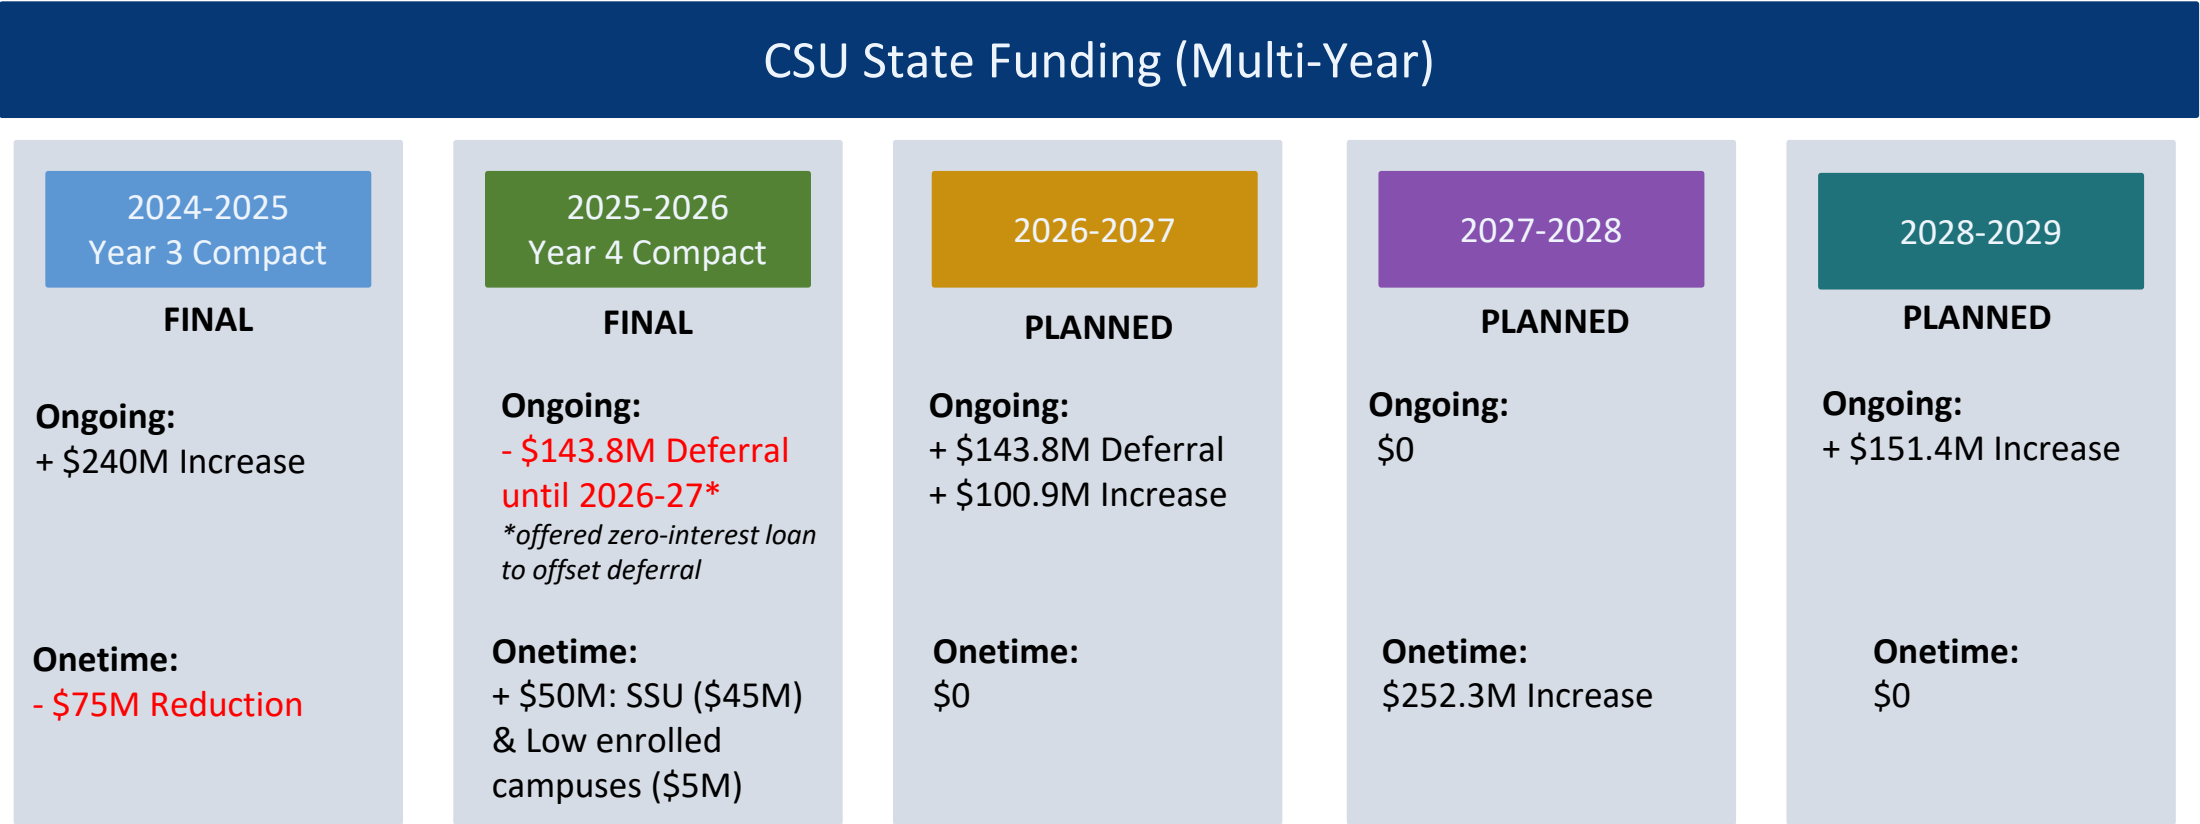 CSU State Funding (Multi-Year)
2024-2025
Year 3 Compact
FINAL
Ongoing:
+ $240M Increase
Onetime:
- $75M Reduction
2025-2026
Year 4 Compact
FINAL
Ongoing:
- $143.8M Deferral
until 2026-27*
*offered zero-interest loan
to offset deferral
Onetime:
+ $50M: SSU ($45M)
& Low enrolled
campuses ($5M)
2026-2027
PLANNED
Ongoing:
+ $143.8M Deferral
+ $100.9M Increase
Onetime:
$0
2027-2028
PLANNED
Ongoing:
$0
Onetime:
$252.3M Increase
2028-2029
PLANNED
Ongoing:
+ $151.4M Increase
Onetime:
$0